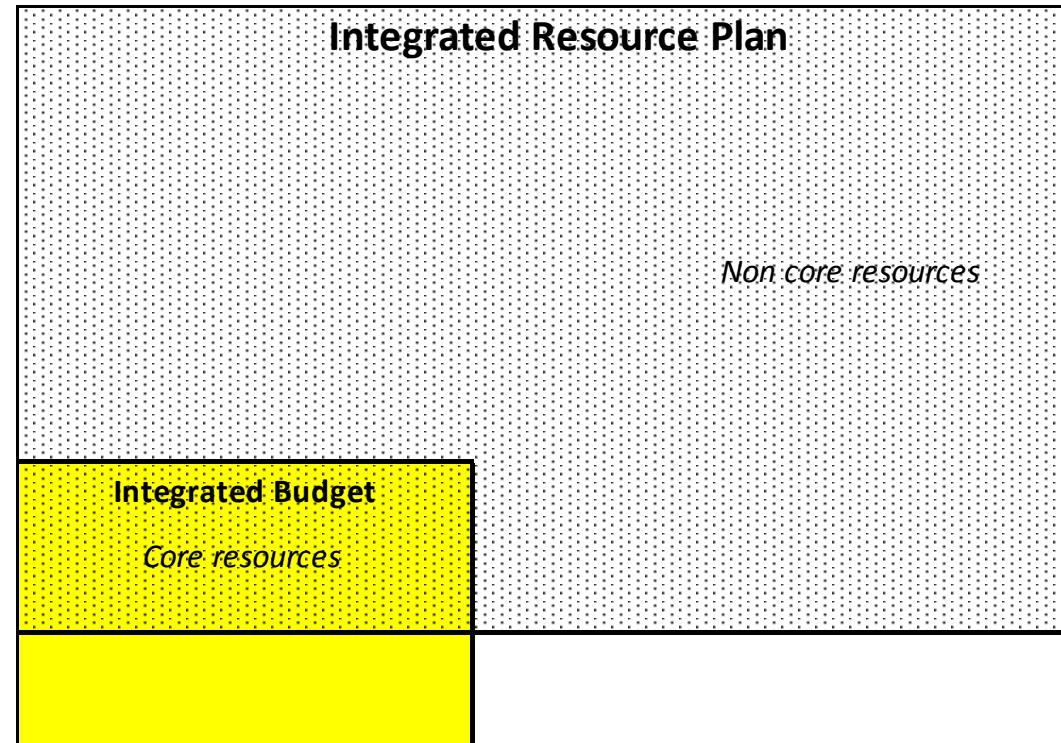 Integrated Resource Plan
Non core resources
Integrated Budget
Core resources